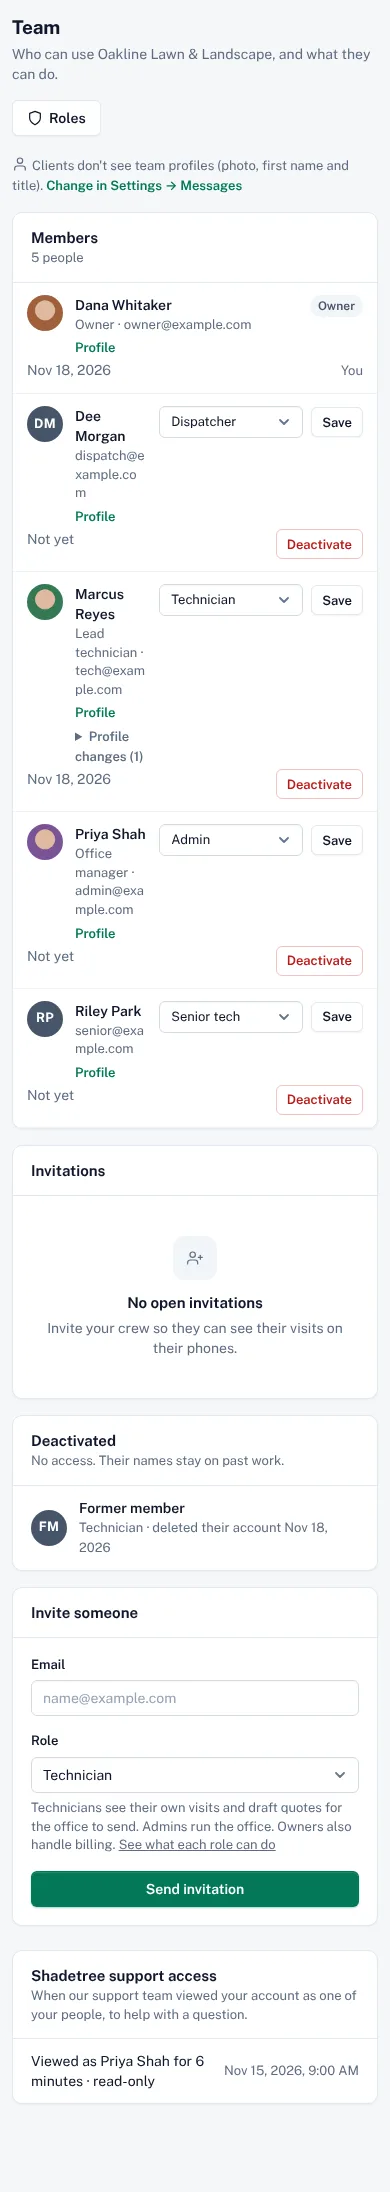 Team
Who can use Oakline Lawn & Landscape, and what they
can do.
Roles
Clients don't see team profiles (photo, first name and
title). Change in Settings → Messages
Members
5 people
Dana Whitaker
Owner
Owner · owner@example.com
Profile
Nov 18, 2026
You
DM
Dee
Morgan
dispatch@e
xample.co
m
Dispatcher
Save
Profile
Not yet
Deactivate
Marcus
Reyes
Lead
technician ·
tech@exam
ple.com
Technician
Save
Profile
Profile
changes (1)
Nov 18, 2026
Deactivate
Priya Shah
Office
manager ·
admin@exa
mple.com
Admin
Save
Profile
Not yet
Deactivate
RP
Riley Park
senior@exa
mple.com
Senior tech
Save
Profile
Not yet
Deactivate
Invitations
No open invitations
Invite your crew so they can see their visits on
their phones.
Deactivated
No access. Their names stay on past work.
FM
Former member
Technician · deleted their account Nov 18,
2026
Invite someone
Email
name@example.com
Role
Technician
Technicians see their own visits and draft quotes for
the office to send. Admins run the office. Owners also
handle billing. See what each role can do
Send invitation
Shadetree support access
When our support team viewed your account as one of
your people, to help with a question.
Viewed as Priya Shah for 6
minutes · read-only
Nov 15, 2026, 9:00 AM